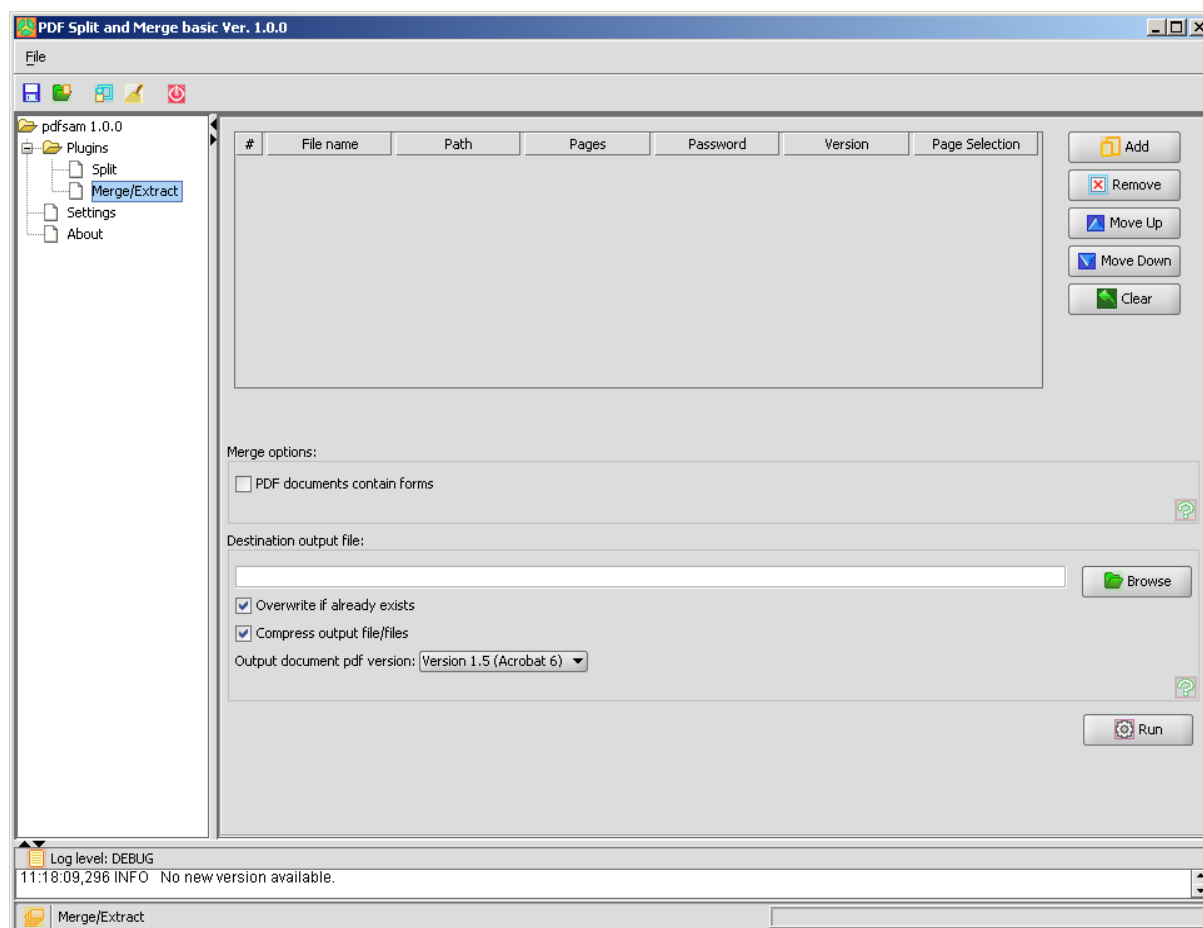 PDF Split and Merge basic Ver. 1.0.0
File
pdfsam 1.0.0
Plugins
Split
Merge/Extract
Settings
About
# File name Path Pages Password Version Page Selection
Add
Remove
Move Up
Move Down
Clear
Merge options:
PDF documents contain forms
Destination output file:
Browse
Overwrite if already exists
Compress output file/files
Output document pdf version: Version 1.5 (Acrobat 6)
Run
Log level: DEBUG
11:18:09,296 INFO No new version available.
Merge/Extract